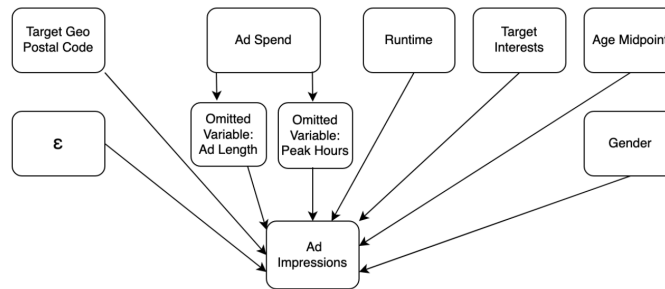 Target Geo
Postal Code
Ad Spend
Runtime
Target
Interests
Age Midpoint
ε
Omitted
Variable:
Ad Length
Omitted
Variable:
Peak Hours
Gender
Ad
Impressions